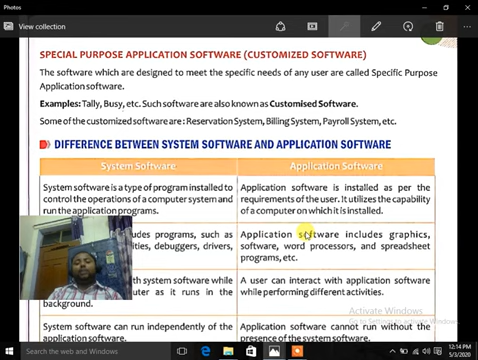 Photos
View collection
SPECIAL PURPOSE APPLICATION SOFTWARE (CUSTOMIZED SOFTWARE)
The software which are designed to meet the specific needs of any user are called Specific Purpose
Application software.
Examples: Tally, Busy, etc. Such software are also known as Customised Software.
Some of the customized software are : Reservation System, Billing System, Payroll System, etc.
DIFFERENCE BETWEEN SYSTEM SOFTWARE AND APPLICATION SOFTWARE
System Software
System software is a type of program installed to
control the operations of a computer system and
run the application programs.
udes programs, such as
ities, debuggers, drivers,
th system software while
uter as it runs in the
background.
System software can run independently of the
application software.
Application Software
Application software is installed as per the
requirements of the user. It utilizes the capability
of a computer on which it is installed.
Application software includes graphics,
software, word processors, and spreadsheet
programs, etc.
A user can interact with application software
while performing different activities.
Application software cannot run without the
presence of the system software.
Activate Windows
Go to Settings to activate Windows.
Search the web and Windows
12:14 PM
5/3/2020